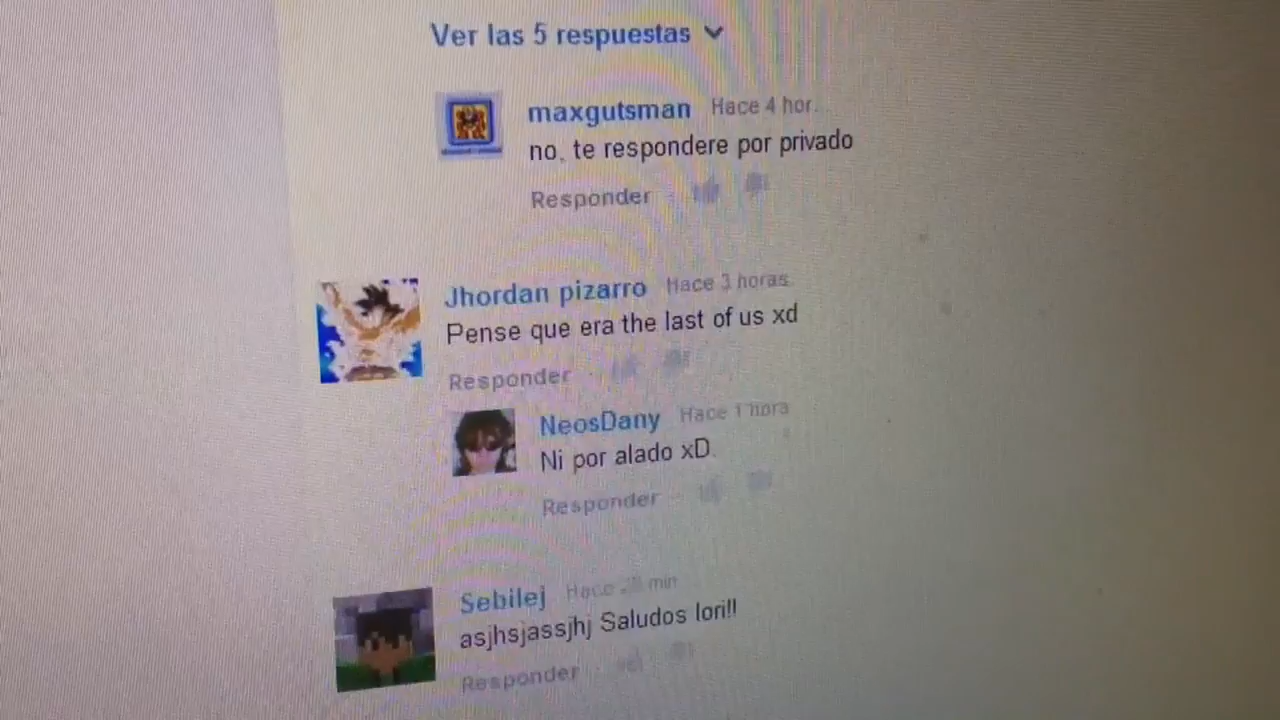 Ver las 5 respuestas
maxgutsman Hace 4 hor...
no, te respondere por privado
Responder
Jhordan pizarro Hace 3 horas
Pense que era the last of us xd
Responder
NeosDany Hace 1 hora
Ni por alado xD.
Responder
Sebilej Hace min
asjhsjassjhj Saludos lori!!
Responder